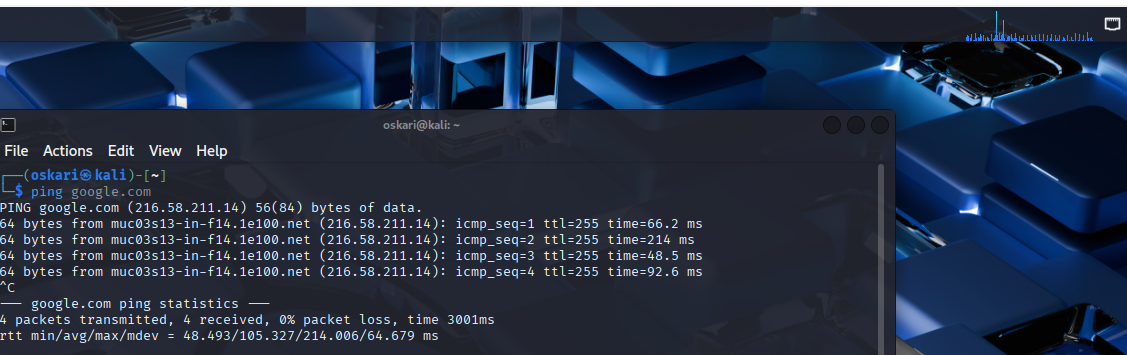 oskari@kali: ~
File Actions Edit View Help
┌──(oskari㉿kali)-[~]
└─$ ping google.com
PING google.com (216.58.211.14) 56(84) bytes of data.
64 bytes from muc03s13-in-f14.1e100.net (216.58.211.14): icmp_seq=1 ttl=255 time=66.2 ms
64 bytes from muc03s13-in-f14.1e100.net (216.58.211.14): icmp_seq=2 ttl=255 time=214 ms
64 bytes from muc03s13-in-f14.1e100.net (216.58.211.14): icmp_seq=3 ttl=255 time=48.5 ms
64 bytes from muc03s13-in-f14.1e100.net (216.58.211.14): icmp_seq=4 ttl=255 time=92.6 ms
^C
--- google.com ping statistics ---
4 packets transmitted, 4 received, 0% packet loss, time 3001ms
rtt min/avg/max/mdev = 48.493/105.327/214.006/64.679 ms